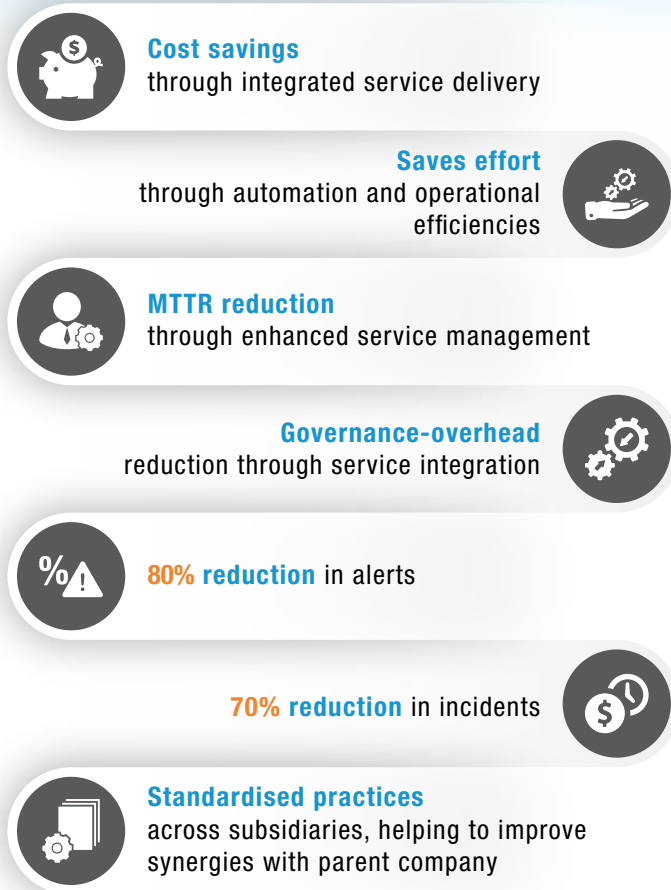 $
Cost savings
through integrated service delivery
Saves effort
through automation and operational
efficiencies
MTTR reduction
through enhanced service management
Governance-overhead
reduction through service integration
%!
80% reduction in alerts
70% reduction in incidents
$
Standardised practices
across subsidiaries, helping to improve
synergies with parent company